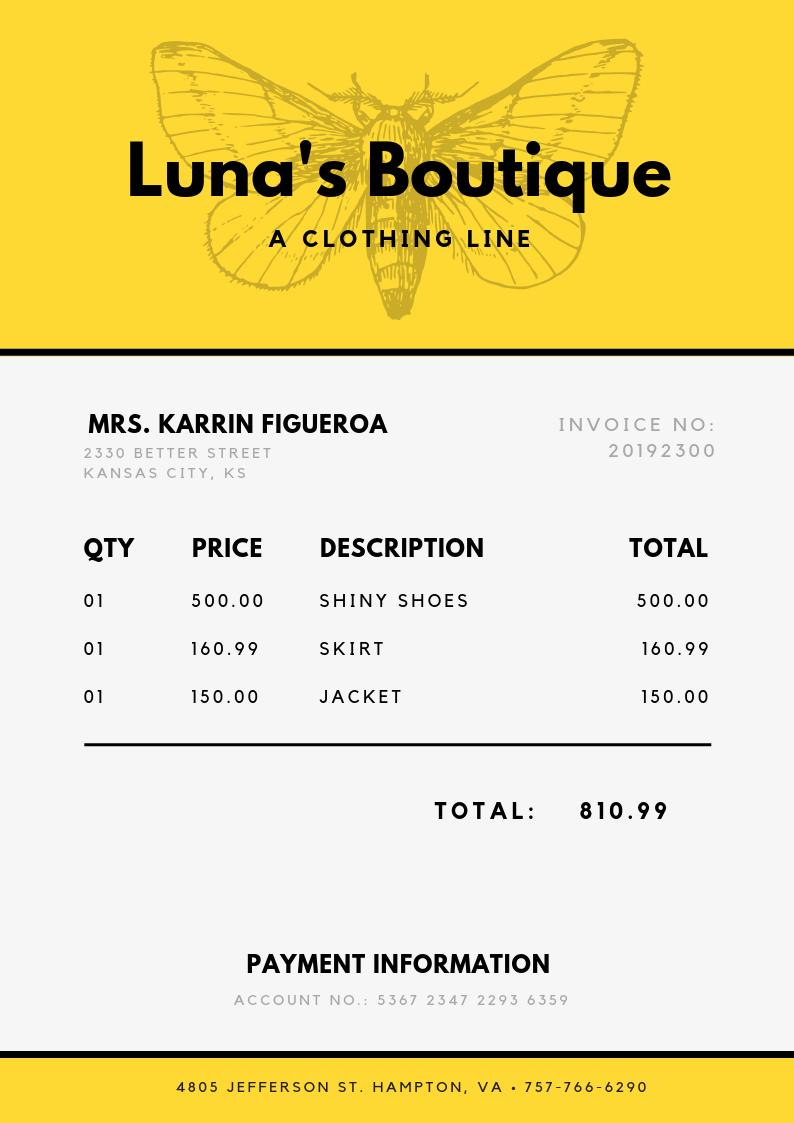 Luna's Boutique
A CLOTHING LINE
MRS. KARRIN FIGUEROA
2330 BETTER STREET
KANSAS CITY, KS
INVOICE NO:
20192300
QTY PRICE DESCRIPTION TOTAL
01 500.00 SHINY SHOES 500.00
01 160.99 SKIRT 160.99
01 150.00 JACKET 150.00
TOTAL: 810.99
PAYMENT INFORMATION
ACCOUNT NO.: 5367 2347 2293 6359
4805 JEFFERSON ST. HAMPTON, VA • 757-766-6290